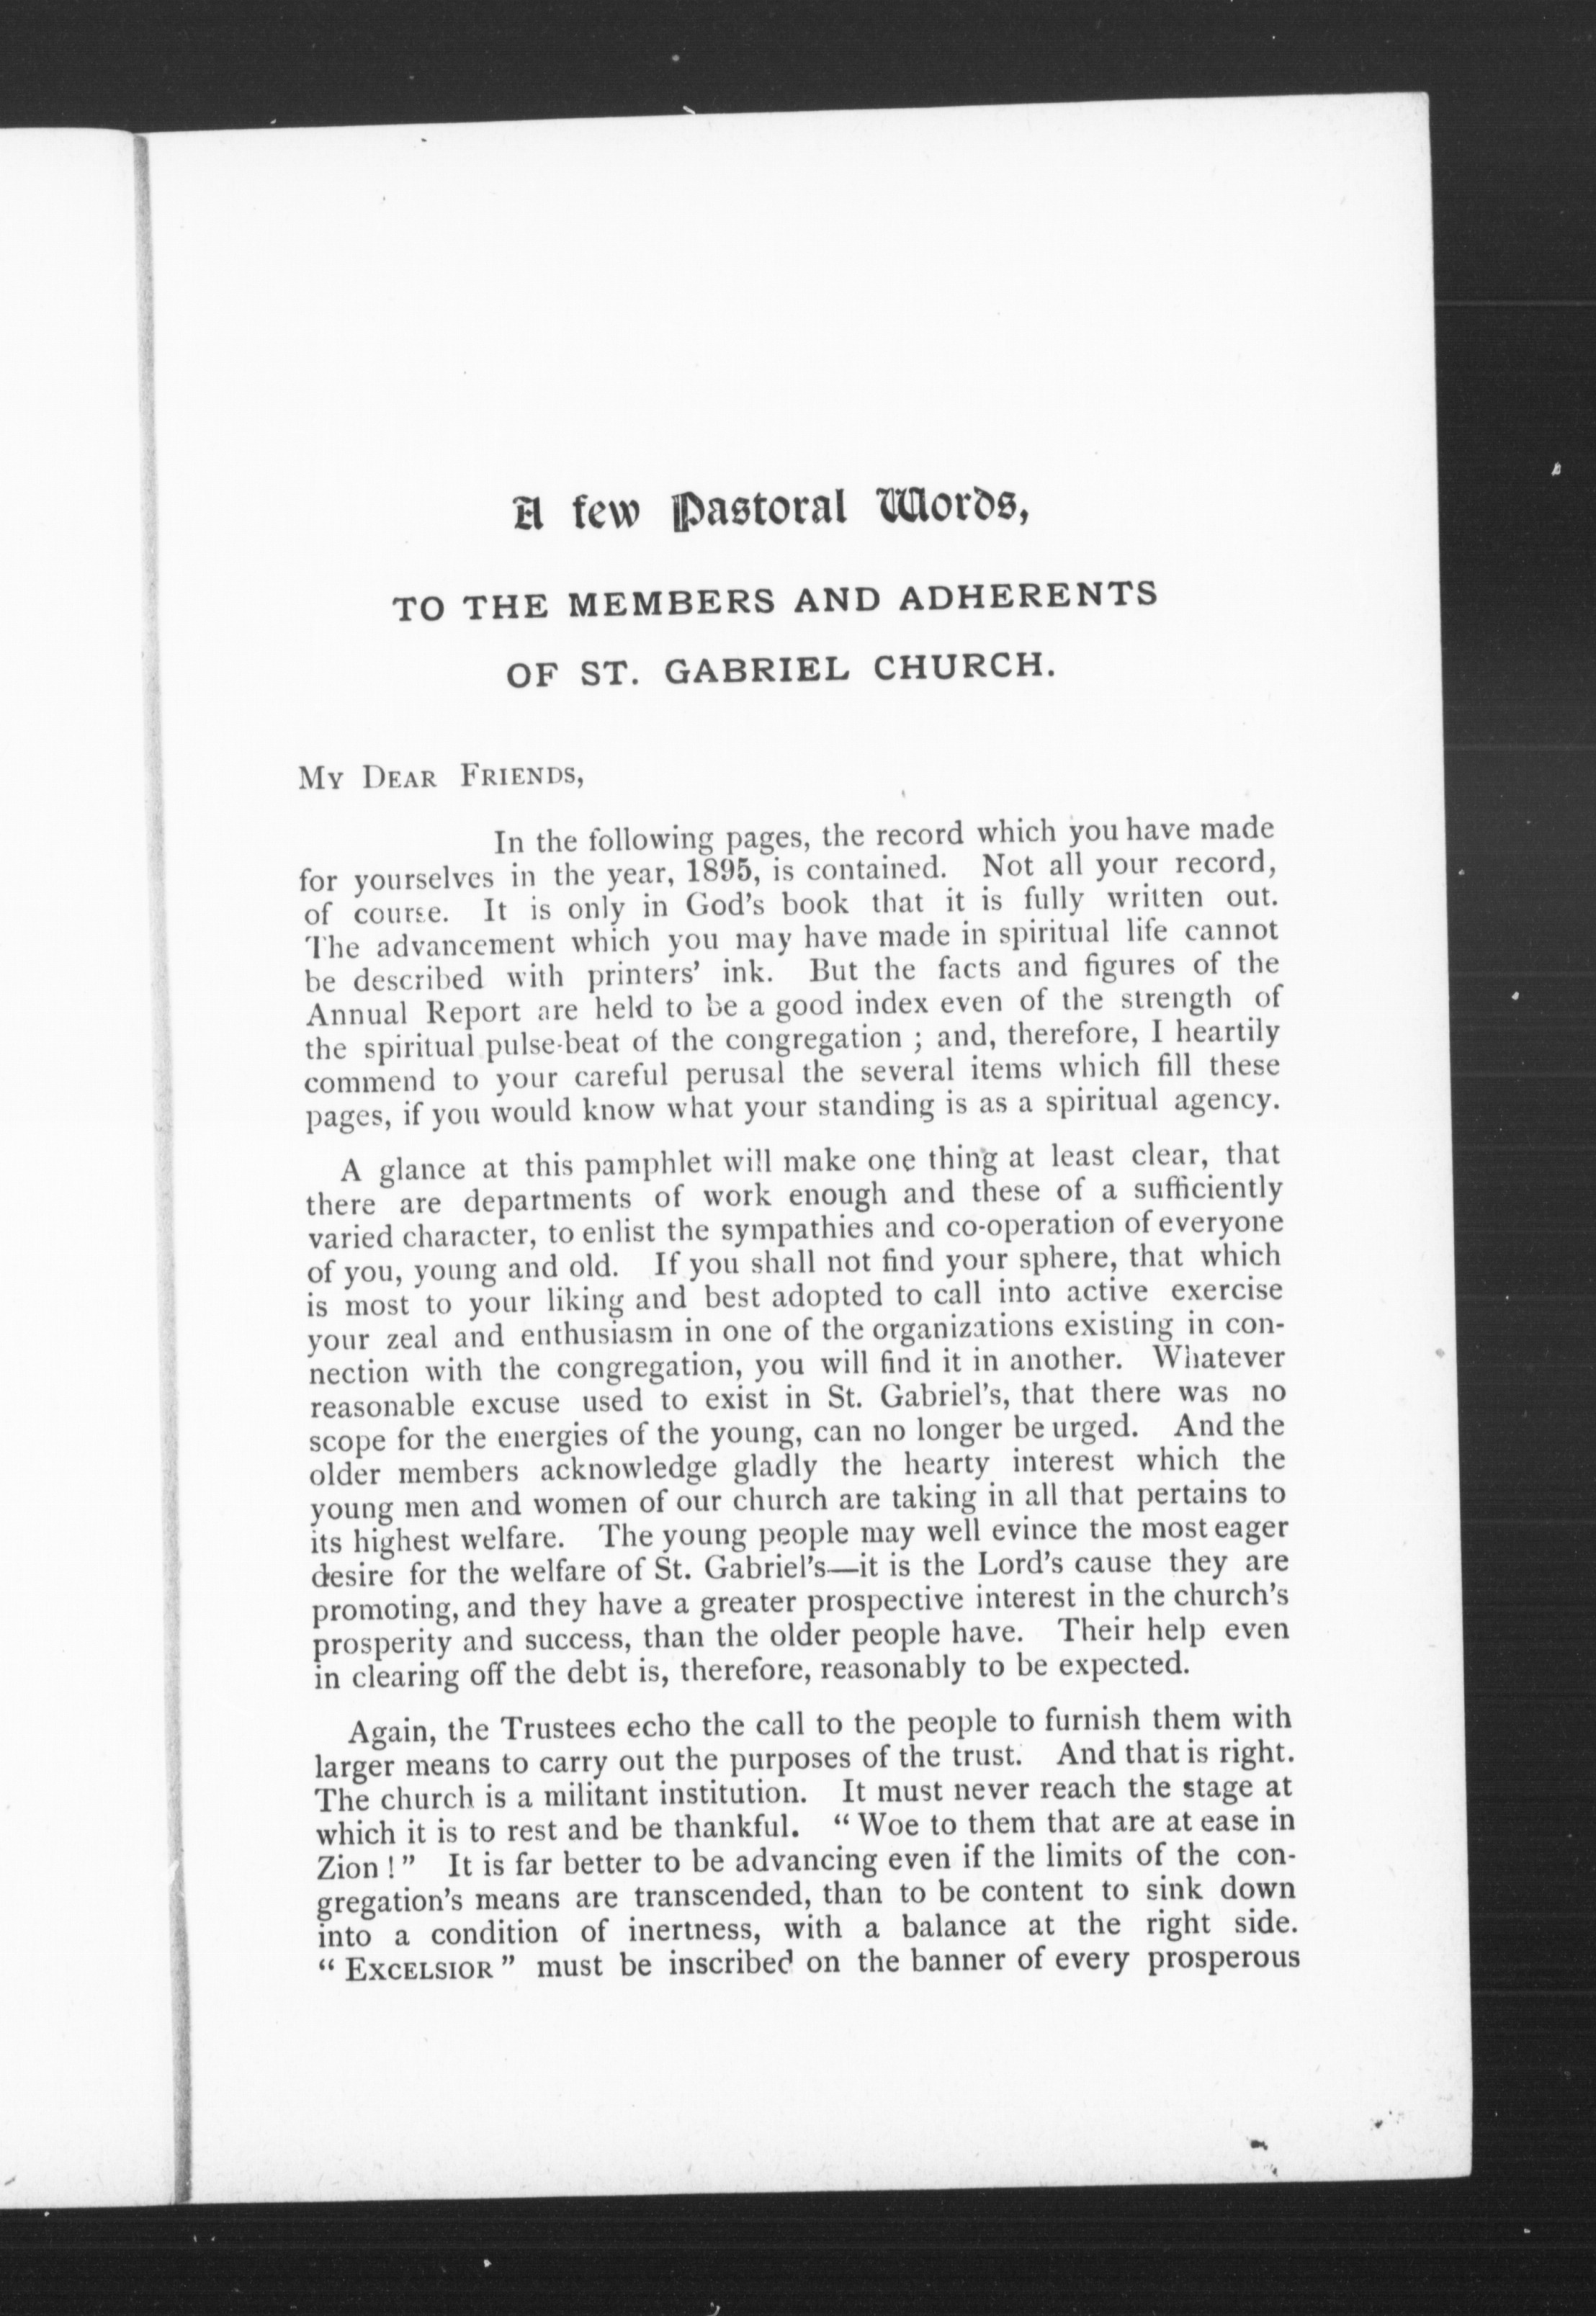 A few Pastoral Words,
TO THE MEMBERS AND ADHERENTS
OF ST. GABRIEL CHURCH.
MY DEAR FRIENDS,
In the following pages, the record which you have made
for yourselves in the year, 1895, is contained. Not all your record,
of course. It is only in God's book that it is fully written out.
The advancement which you may have made in spiritual life cannot
be described with printers' ink. But the facts and figures of the
Annual Report are held to be a good index even of the strength of
the spiritual pulse-beat of the congregation ; and, therefore, I heartily
commend to your careful perusal the several items which fill these
pages, if you would know what your standing is as a spiritual agency.
A glance at this pamphlet will make one thing at least clear, that
there are departments of work enough and these of a sufficiently
varied character, to enlist the sympathies and co-operation of everyone
of you, young and old. If you shall not find your sphere, that which
is most to your liking and best adopted to call into active exercise
your zeal and enthusiasm in one of the organizations existing in con-
nection with the congregation, you will find it in another. Whatever
reasonable excuse used to exist in St. Gabriel's, that there was no
scope for the energies of the young, can no longer be urged. And the
older members acknowledge gladly the hearty interest which the
young men and women of our church are taking in all that pertains to
its highest welfare. The young people may well evince the most eager
desire for the welfare of St. Gabriel's—it is the Lord's cause they are
promoting, and they have a greater prospective interest in the church's
prosperity and success, than the older people have. Their help even
in clearing off the debt is, therefore, reasonably to be expected.
Again, the Trustees echo the call to the people to furnish them with
larger means to carry out the purposes of the trust. And that is right.
The church is a militant institution. It must never reach the stage at
which it is to rest and be thankful. " Woe to them that are at ease in
Zion ! " It is far better to be advancing even if the limits of the con-
gregation's means are transcended, than to be content to sink down
into a condition of inertness, with a balance at the right side.
" EXCELSIOR " must be inscribed on the banner of every prosperous